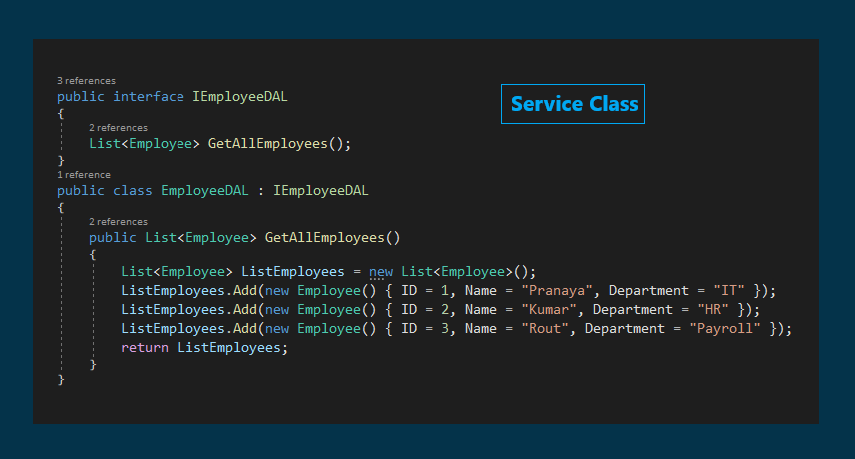 3 references
public interface IEmployeeDAL
Service Class
{
2 references
List<Employee> GetAllEmployees();
}
1 reference
public class EmployeeDAL : IEmployeeDAL
{
2 references
public List<Employee> GetAllEmployees()
{
List<Employee> ListEmployees = new List<Employee>();
ListEmployees.Add(new Employee() { ID = 1, Name = "Pranaya", Department = "IT" });
ListEmployees.Add(new Employee() { ID = 2, Name = "Kumar", Department = "HR" });
ListEmployees.Add(new Employee() { ID = 3, Name = "Rout", Department = "Payroll" });
return ListEmployees;
}
}